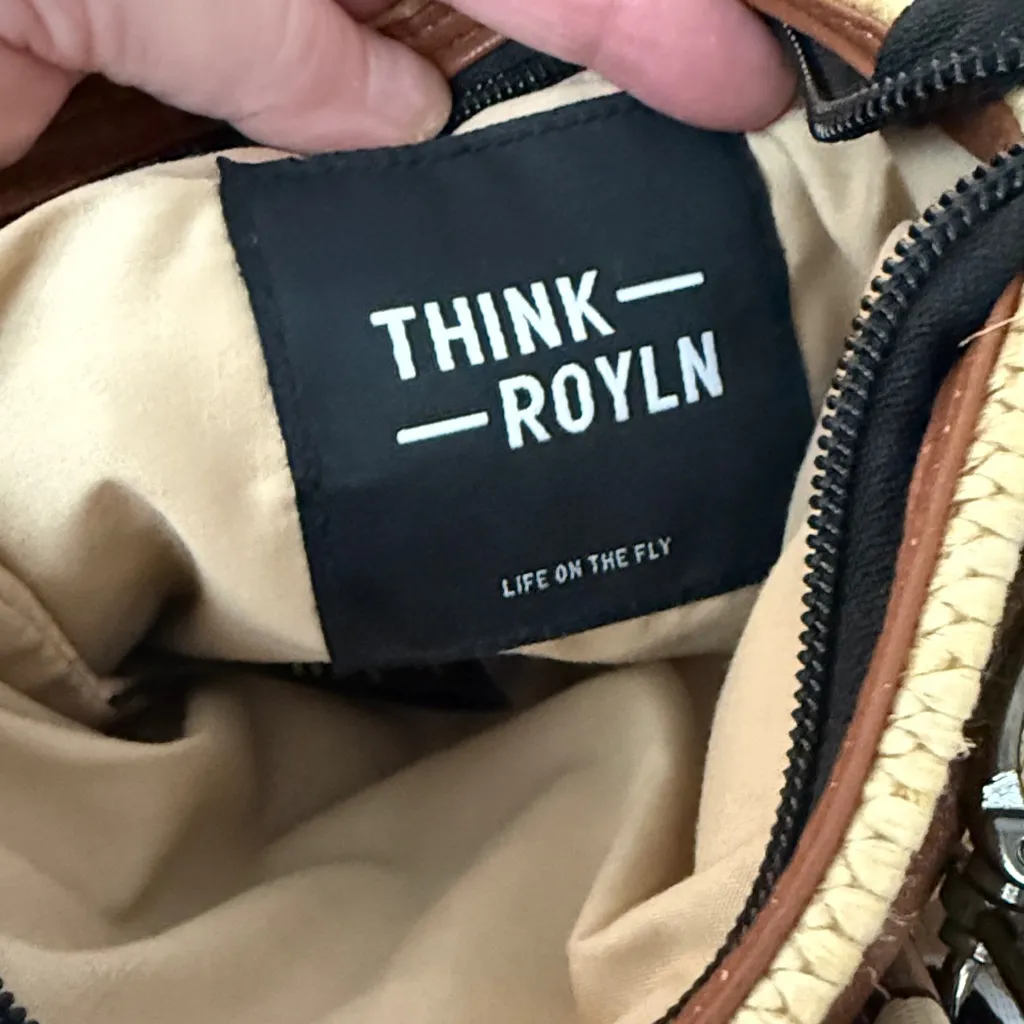 THINK—
—ROYLN
LIFE ON THE FLY